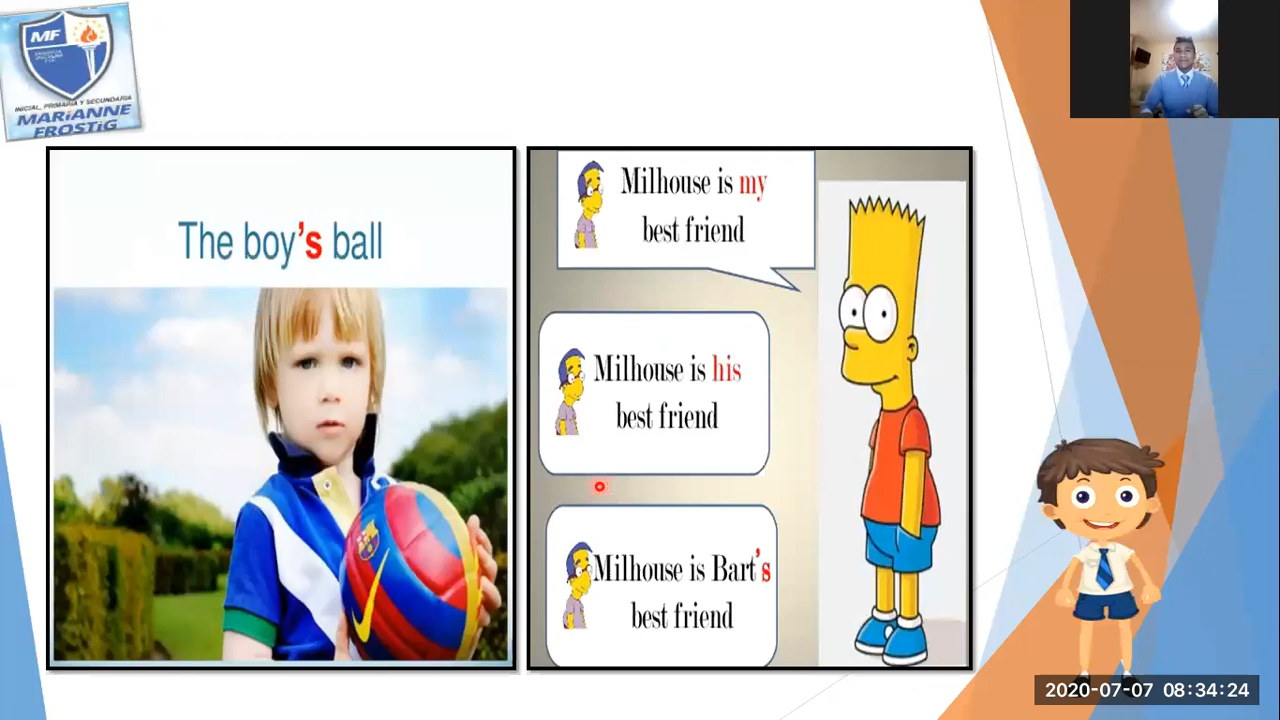 MF
INICIAL, PRIMARIA Y SECUNDARIA
MARiANNE
FROSTiG
The boy's ball
Milhouse is my
best friend
Milhouse is his
best friend
Milhouse is Bart's
best friend
2020-07-07 08:34:24